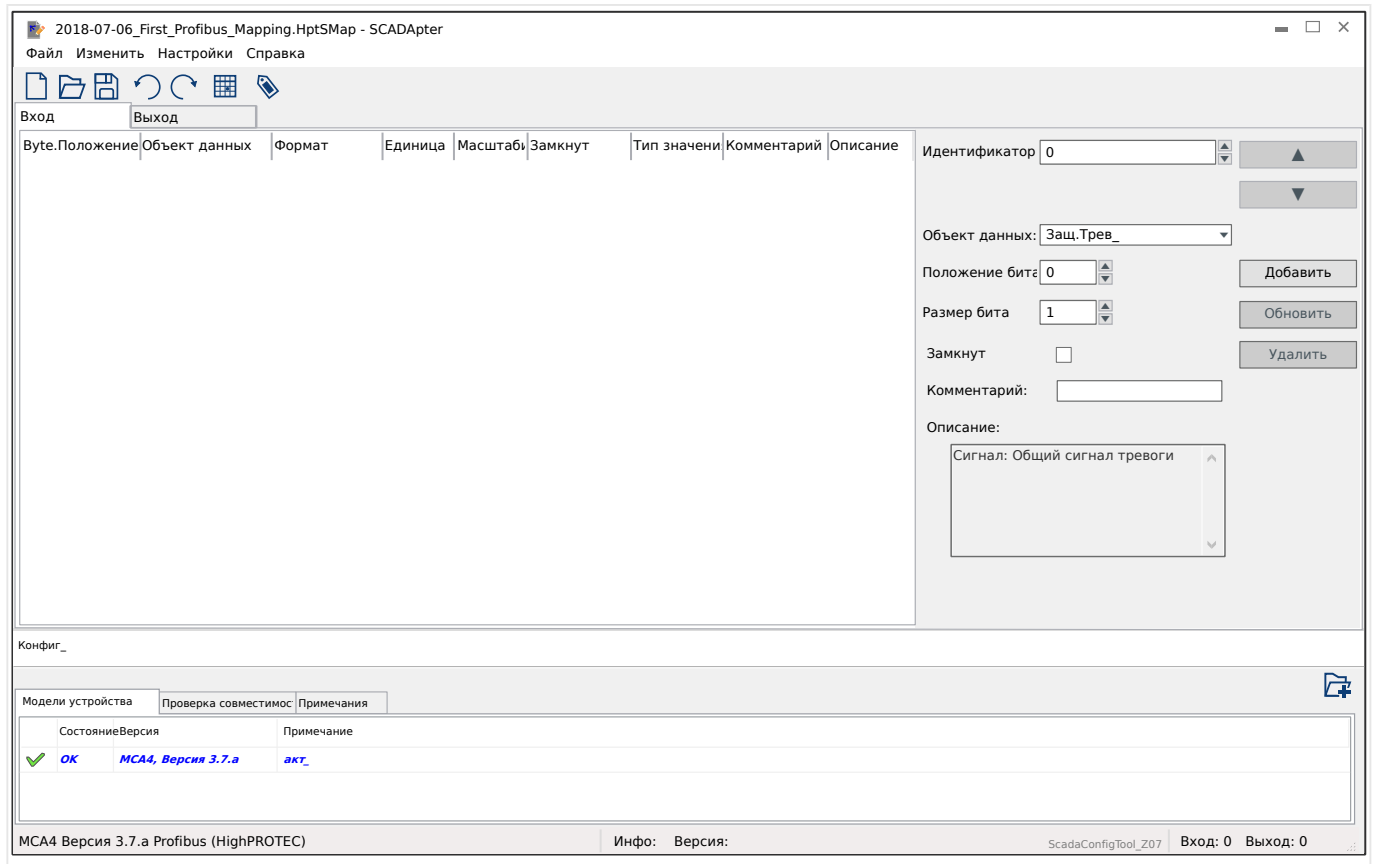 2018-07-06_First_Profibus_Mapping.HptSMap - SCADApter
Файл Изменить Настройки Справка
Вход Выход
Byte.Положение Объект данных Формат Единица Масштаби Замкнут Тип значени Комментарий Описание
Идентификатор 0
Объект данных: Защ.Трев_
Положение бита 0 Добавить
Размер бита 1 Обновить
Замкнут Удалить
Комментарий:
Описание:
Сигнал: Общий сигнал тревоги
Конфиг_
Модели устройства Проверка совместимос Примечания
Состояние Версия Примечание
OK MCA4, Версия 3.7.a акт_
MCA4 Версия 3.7.a Profibus (HighPROTEC) Инфо: Версия: ScadaConfigTool_Z07 Вход: 0 Выход: 0